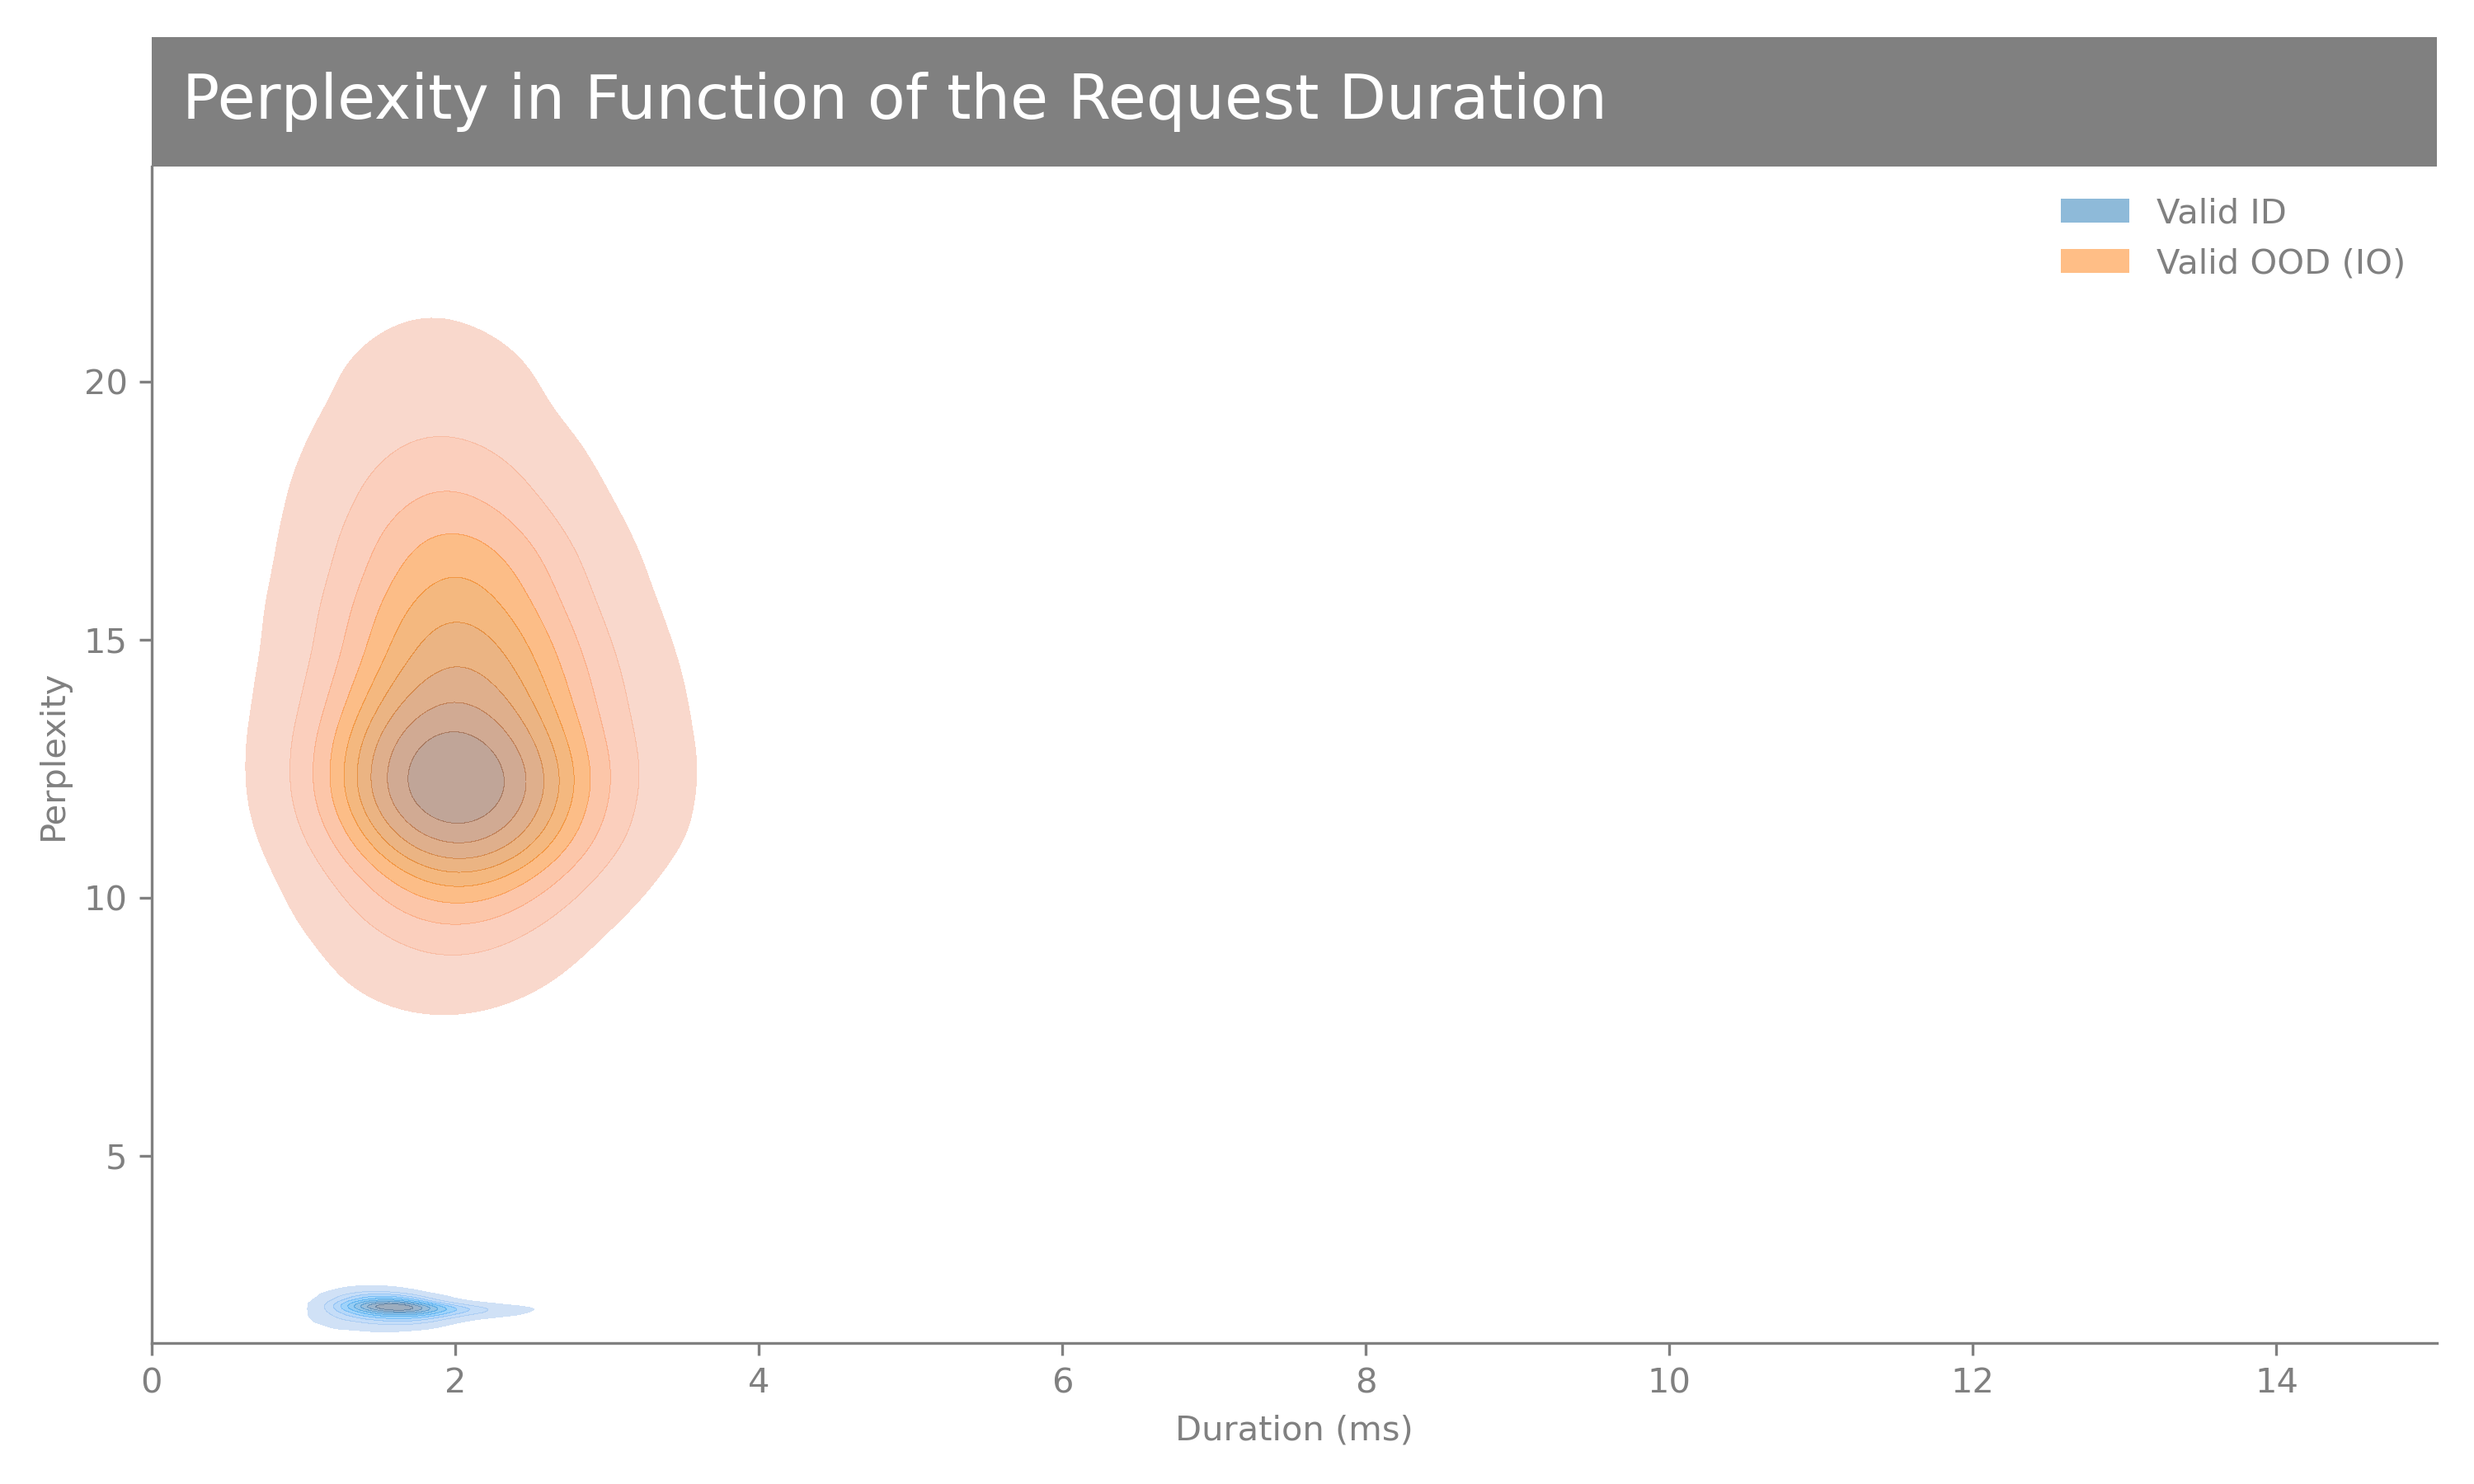 Perplexity in Function of the Request Duration
Valid ID
Valid OOD (IO)
20
15
10
5
Perplexity
0 2 4 6 8 10 12 14
Duration (ms)